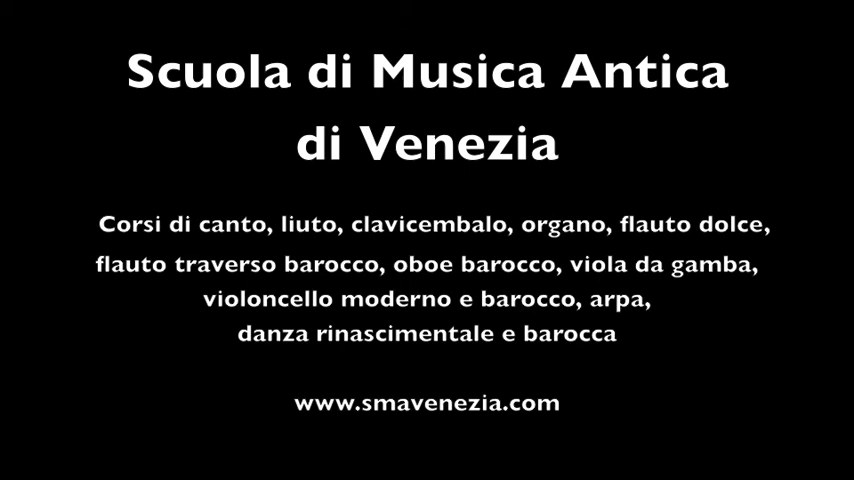 Scuola di Musica Antica
di Venezia
Corsi di canto, liuto, clavicembalo, organo, flauto dolce,
flauto traverso barocco, oboe barocco, viola da gamba,
violoncello moderno e barocco, arpa,
danza rinascimentale e barocca
www.smavenezia.com